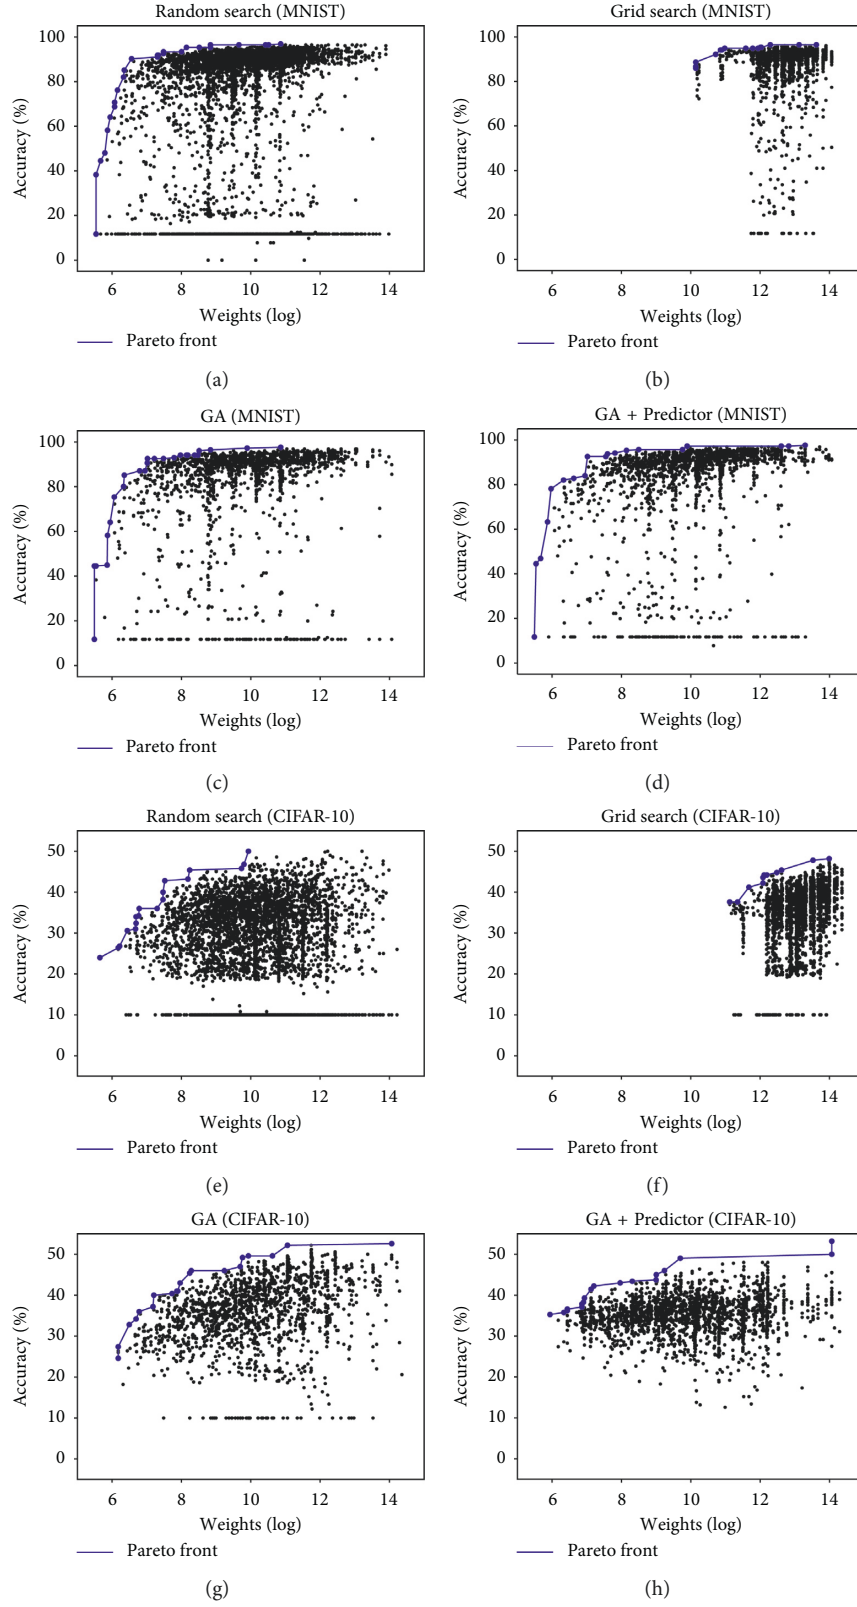 Random search (MNIST)
100
80
60
40
20
0
Accuracy (%)
6 8 10 12 14
Weights (log)
Pareto front
(a)
Grid search (MNIST)
100
80
60
40
20
0
Accuracy (%)
6 8 10 12 14
Weights (log)
Pareto front
(b)
GA (MNIST)
100
80
60
40
20
0
Accuracy (%)
6 8 10 12 14
Weights (log)
Pareto front
(c)
GA + Predictor (MNIST)
100
80
60
40
20
0
Accuracy (%)
6 8 10 12 14
Weights (log)
Pareto front
(d)
Random search (CIFAR-10)
50
40
30
20
10
0
Accuracy (%)
6 8 10 12 14
Weights (log)
Pareto front
(e)
Grid search (CIFAR-10)
50
40
30
20
10
0
Accuracy (%)
6 8 10 12 14
Weights (log)
Pareto front
(f)
GA (CIFAR-10)
50
40
30
20
10
0
Accuracy (%)
6 8 10 12 14
Weights (log)
Pareto front
(g)
GA + Predictor (CIFAR-10)
50
40
30
20
10
0
Accuracy (%)
6 8 10 12 14
Weights (log)
Pareto front
(h)